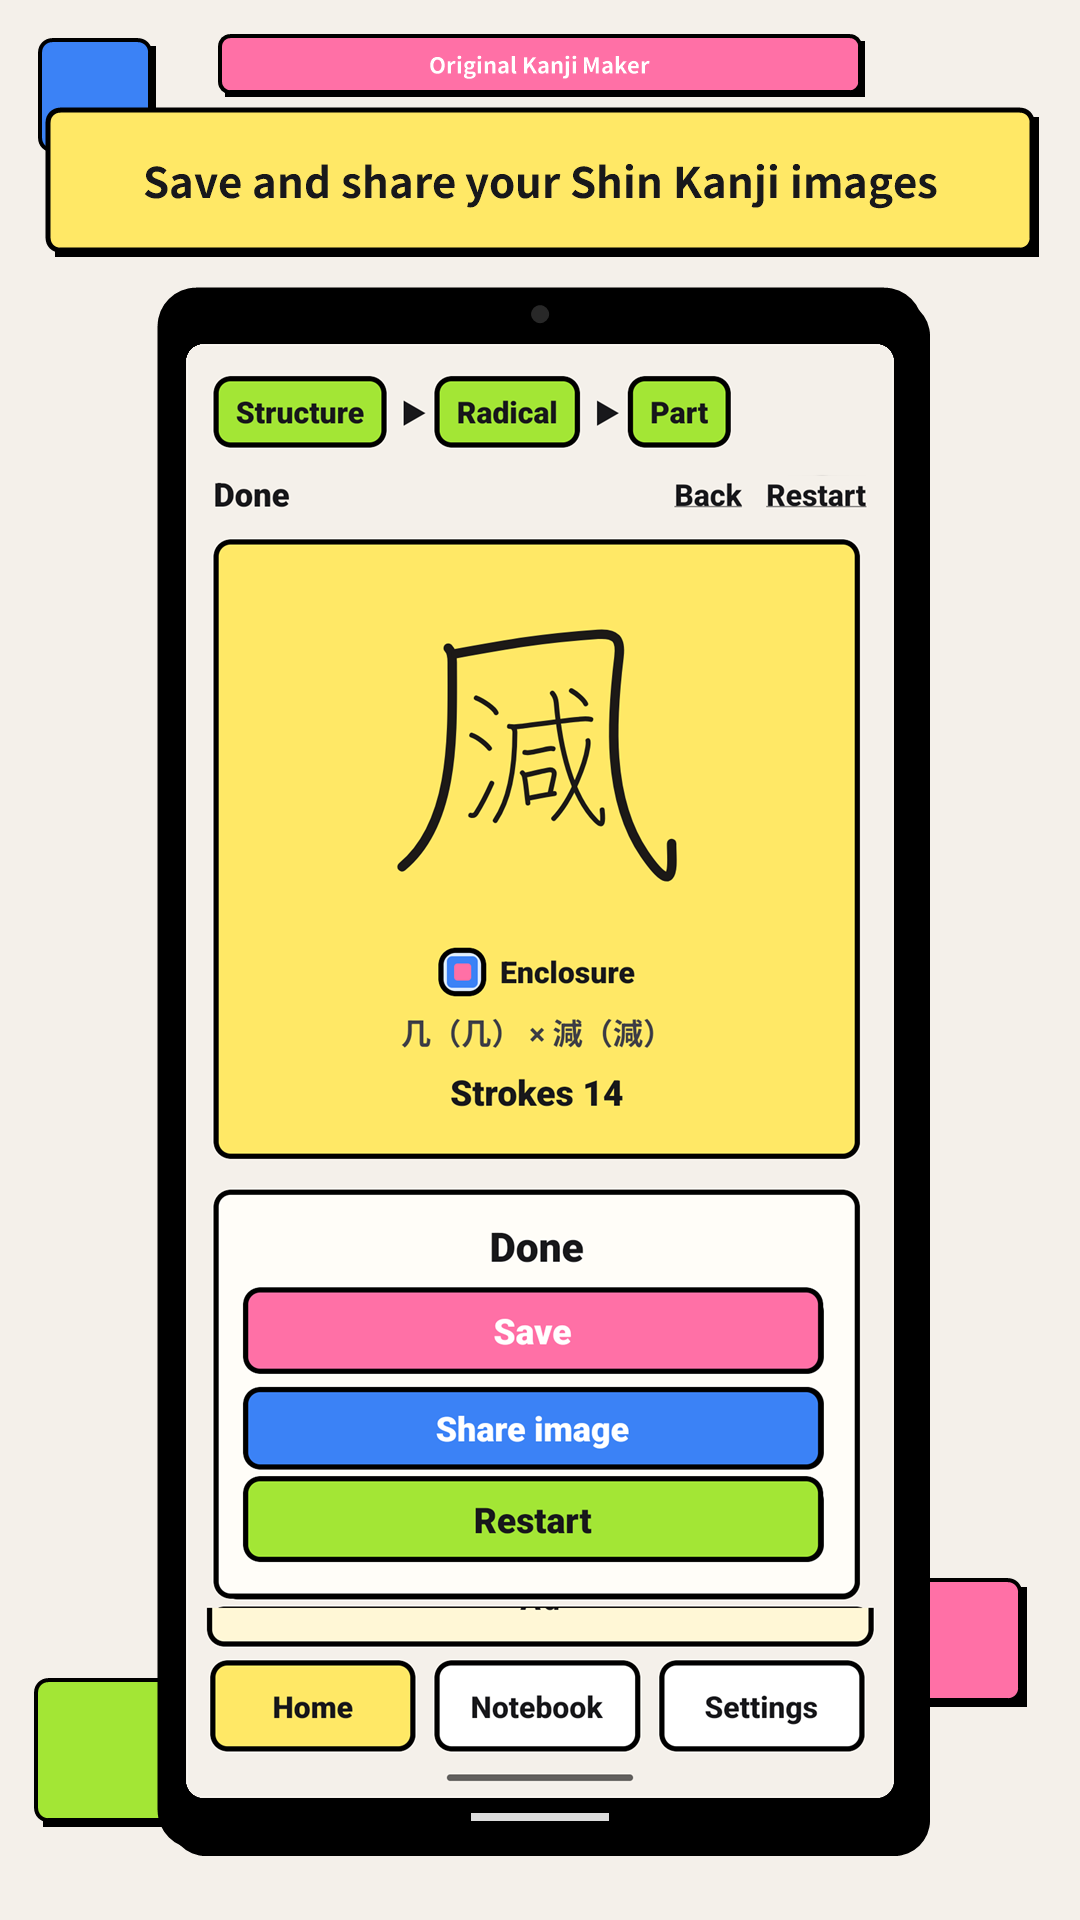 Original Kanji Maker
Save and share your Shin Kanji images
Structure ▶ Radical ▶ Part
Done Back Restart
Enclosure
几（几） × 減（減）
Strokes 14
Done
Save
Share image
Restart
Home Notebook Settings